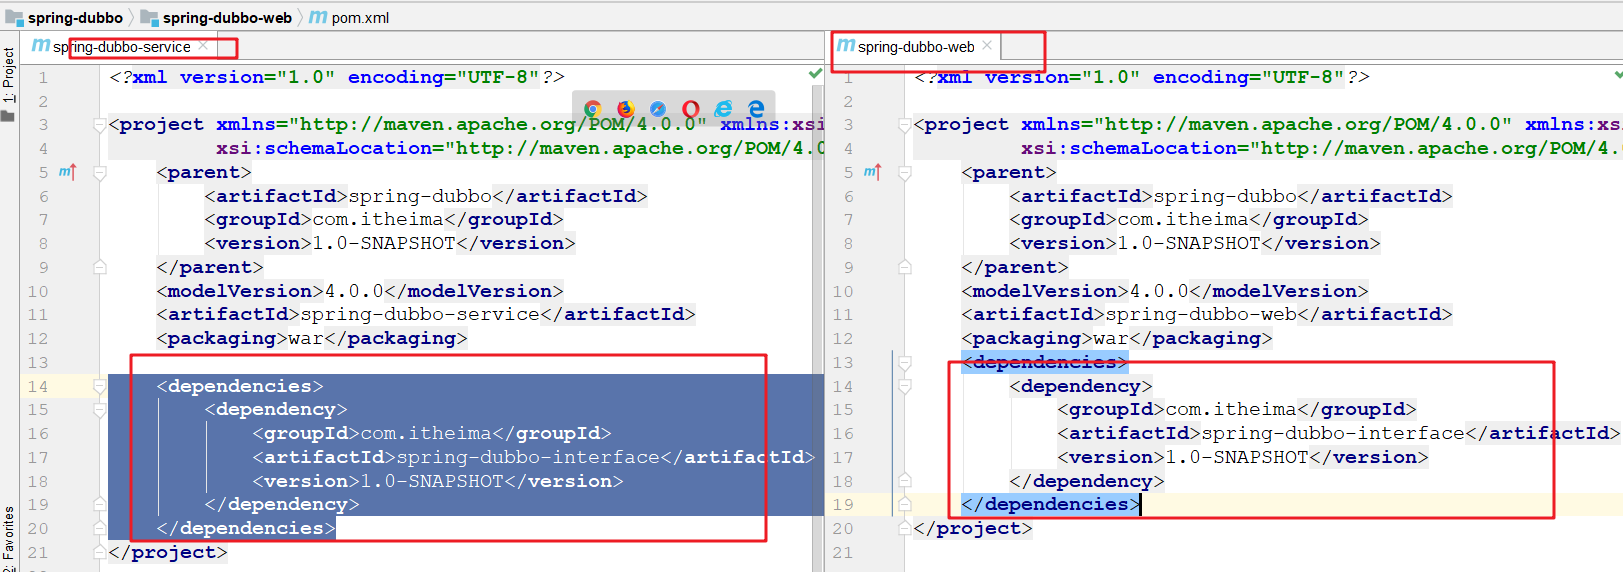 spring-dubbo spring-dubbo-web m pom.xml
1: Project
2: Favorites
m spring-dubbo-service ×
1 <?xml version="1.0" encoding="UTF-8"?>
2
3 <project xmlns="http://maven.apache.org/POM/4.0.0" xmlns:xsi
4 xsi:schemaLocation="http://maven.apache.org/POM/4.0
5 m <parent>
6 <artifactId>spring-dubbo</artifactId>
7 <groupId>com.itheima</groupId>
8 <version>1.0-SNAPSHOT</version>
9 </parent>
10 <modelVersion>4.0.0</modelVersion>
11 <artifactId>spring-dubbo-service</artifactId>
12 <packaging>war</packaging>
13
14 <dependencies>
15 <dependency>
16 <groupId>com.itheima</groupId>
17 <artifactId>spring-dubbo-interface</artifactId>
18 <version>1.0-SNAPSHOT</version>
19 </dependency>
20 </dependencies>
21 </project>
m spring-dubbo-web ×
1 <?xml version="1.0" encoding="UTF-8"?>
2
3 <project xmlns="http://maven.apache.org/POM/4.0.0" xmlns:xs
4 xsi:schemaLocation="http://maven.apache.org/POM/4.
5 m <parent>
6 <artifactId>spring-dubbo</artifactId>
7 <groupId>com.itheima</groupId>
8 <version>1.0-SNAPSHOT</version>
9 </parent>
10 <modelVersion>4.0.0</modelVersion>
11 <artifactId>spring-dubbo-web</artifactId>
12 <packaging>war</packaging>
13 <dependencies>
14 <dependency>
15 <groupId>com.itheima</groupId>
16 <artifactId>spring-dubbo-interface</artifactId>
17 <version>1.0-SNAPSHOT</version>
18 </dependency>
19 </dependencies>
20 </project>
21